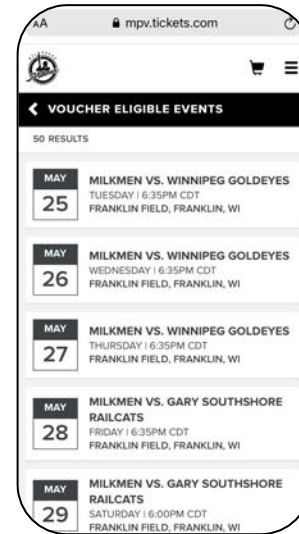 AA mpv.tickets.com
VOUCHER ELIGIBLE EVENTS
50 RESULTS
MAY
25
MILKMEN VS. WINNIPEG GOLDEYES
TUESDAY | 6:35PM CDT
FRANKLIN FIELD, FRANKLIN, WI
MAY
26
MILKMEN VS. WINNIPEG GOLDEYES
WEDNESDAY | 6:35PM CDT
FRANKLIN FIELD, FRANKLIN, WI
MAY
27
MILKMEN VS. WINNIPEG GOLDEYES
THURSDAY | 6:35PM CDT
FRANKLIN FIELD, FRANKLIN, WI
MAY
28
MILKMEN VS. GARY SOUTHSHORE
RAILCATS
FRIDAY | 6:35PM CDT
FRANKLIN FIELD, FRANKLIN, WI
MAY
29
MILKMEN VS. GARY SOUTHSHORE
RAILCATS
SATURDAY | 6:00PM CDT
FRANKLIN FIELD, FRANKLIN, WI